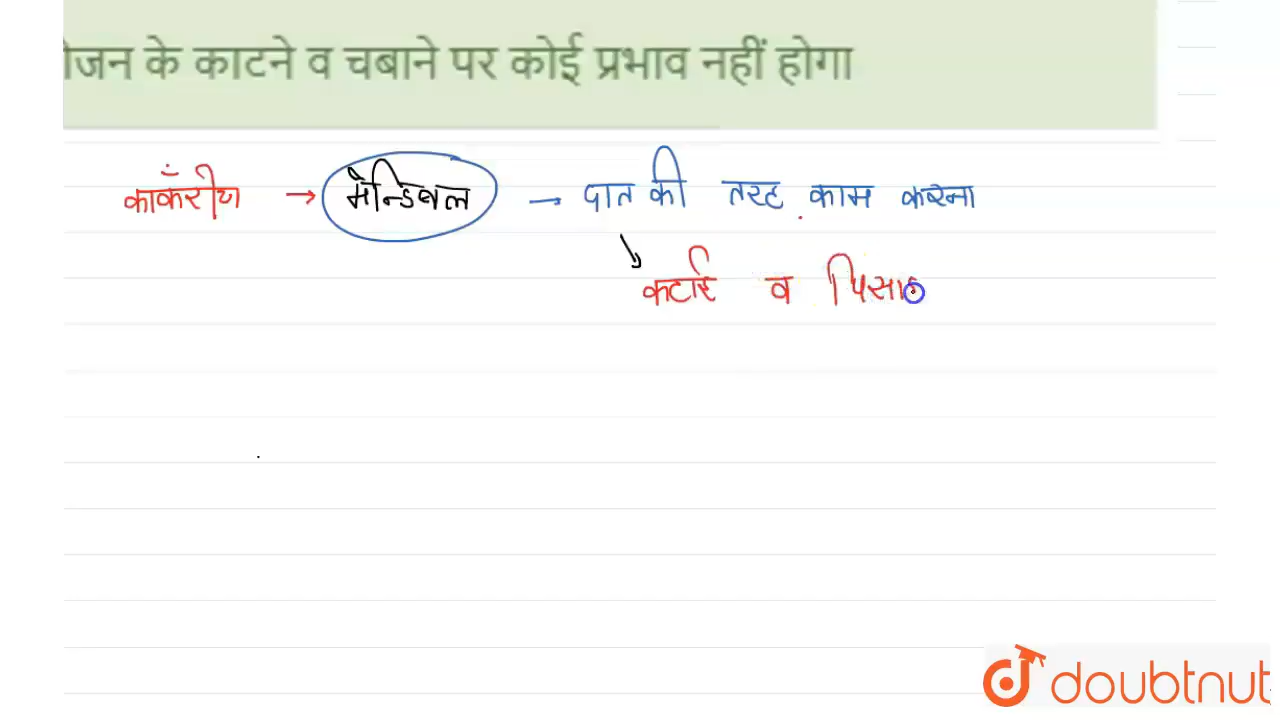 ोजन के काटने व चबाने पर कोई प्रभाव नहीं होगा
काकरोच → मेन्डिबल → दात की तरह काम करना
कटाई व पिसा
doubtnut